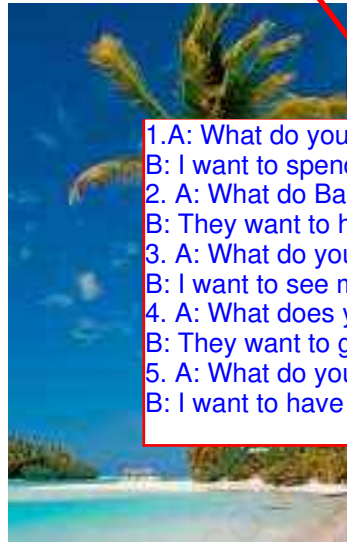 1.A: What do you
B: I want to spend
2. A: What do Ba
B: They want to h
3. A: What do you
B: I want to see m
4. A: What does y
B: They want to g
5. A: What do you
B: I want to have